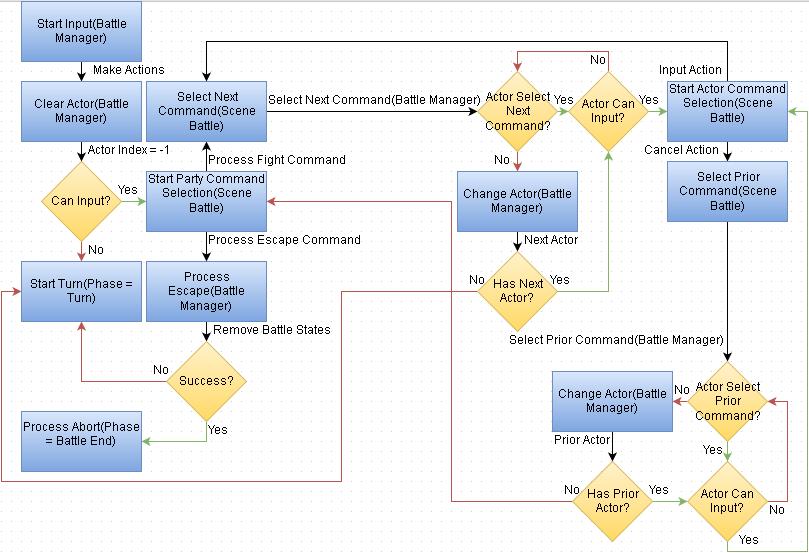 Start Input(Battle
Manager)
Make Actions
Clear Actor(Battle
Manager)
Actor Index = -1
Can Input?
Yes
No
Start Turn(Phase =
Turn)
Select Next
Command(Scene
Battle)
Process Fight Command
Start Party Command
Selection(Scene
Battle)
Process Escape Command
Process
Escape(Battle
Manager)
Remove Battle States
Success?
No
Yes
Process Abort(Phase
= Battle End)
Select Next Command(Battle Manager)
Actor Select
Next
Command?
Yes
No
Actor Can
Input?
No
Yes
Change Actor(Battle
Manager)
Next Actor
Has Next
Actor?
No
Yes
Input Action
Start Actor Command
Selection(Scene
Battle)
Cancel Action
Select Prior
Command(Scene
Battle)
Select Prior Command(Battle Manager)
Actor Select
Prior
Command?
No
Yes
Change Actor(Battle
Manager)
Prior Actor
Has Prior
Actor?
No
Yes
Actor Can
Input?
No
Yes